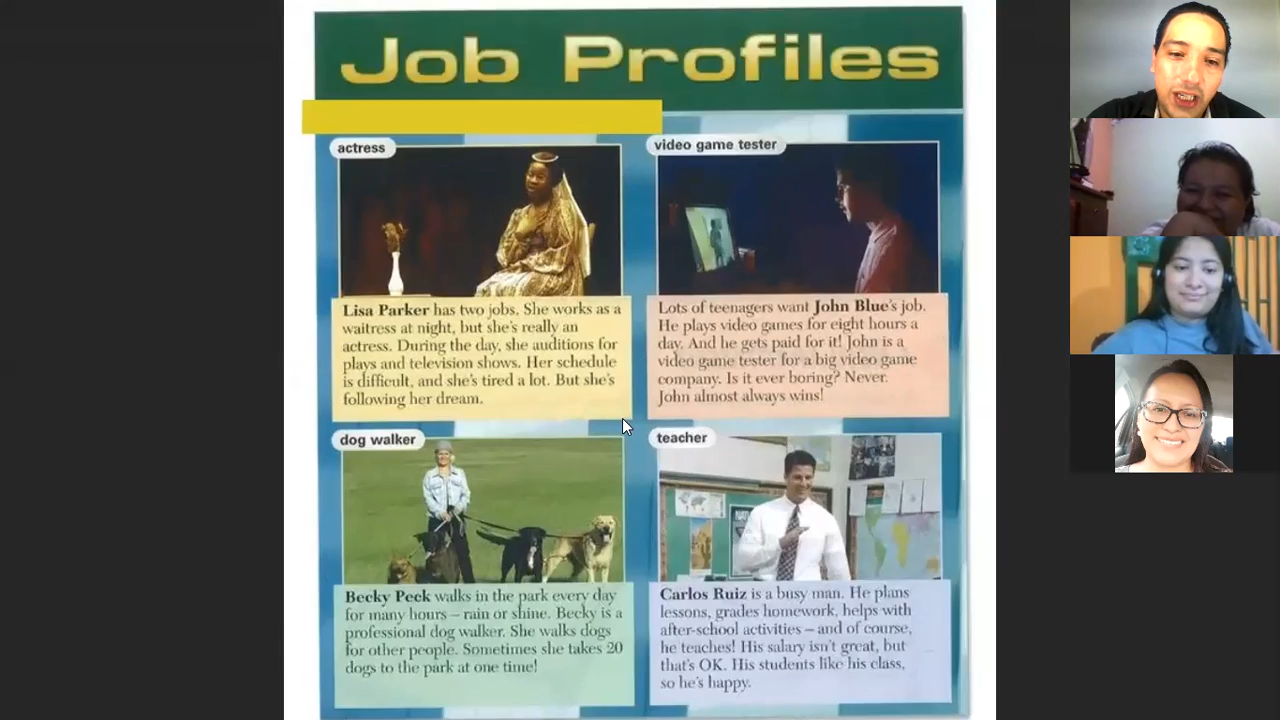 Job Profiles
actress
Lisa Parker has two jobs. She works as a
waitress at night, but she's really an
actress. During the day, she auditions for
plays and television shows. Her schedule
is difficult, and she's tired a lot. But she's
following her dream.
video game tester
Lots of teenagers want John Blue's job.
He plays video games for eight hours a
day. And he gets paid for it! John is a
video game tester for a big video game
company. Is it ever boring? Never.
John almost always wins!
dog walker
Becky Peck walks in the park every day
for many hours – rain or shine. Becky is a
professional dog walker. She walks dogs
for other people. Sometimes she takes 20
dogs to the park at one time!
teacher
Carlos Ruiz is a busy man. He plans
lessons, grades homework, helps with
after-school activities – and of course,
he teaches! His salary isn't great, but
that's OK. His students like his class,
so he's happy.